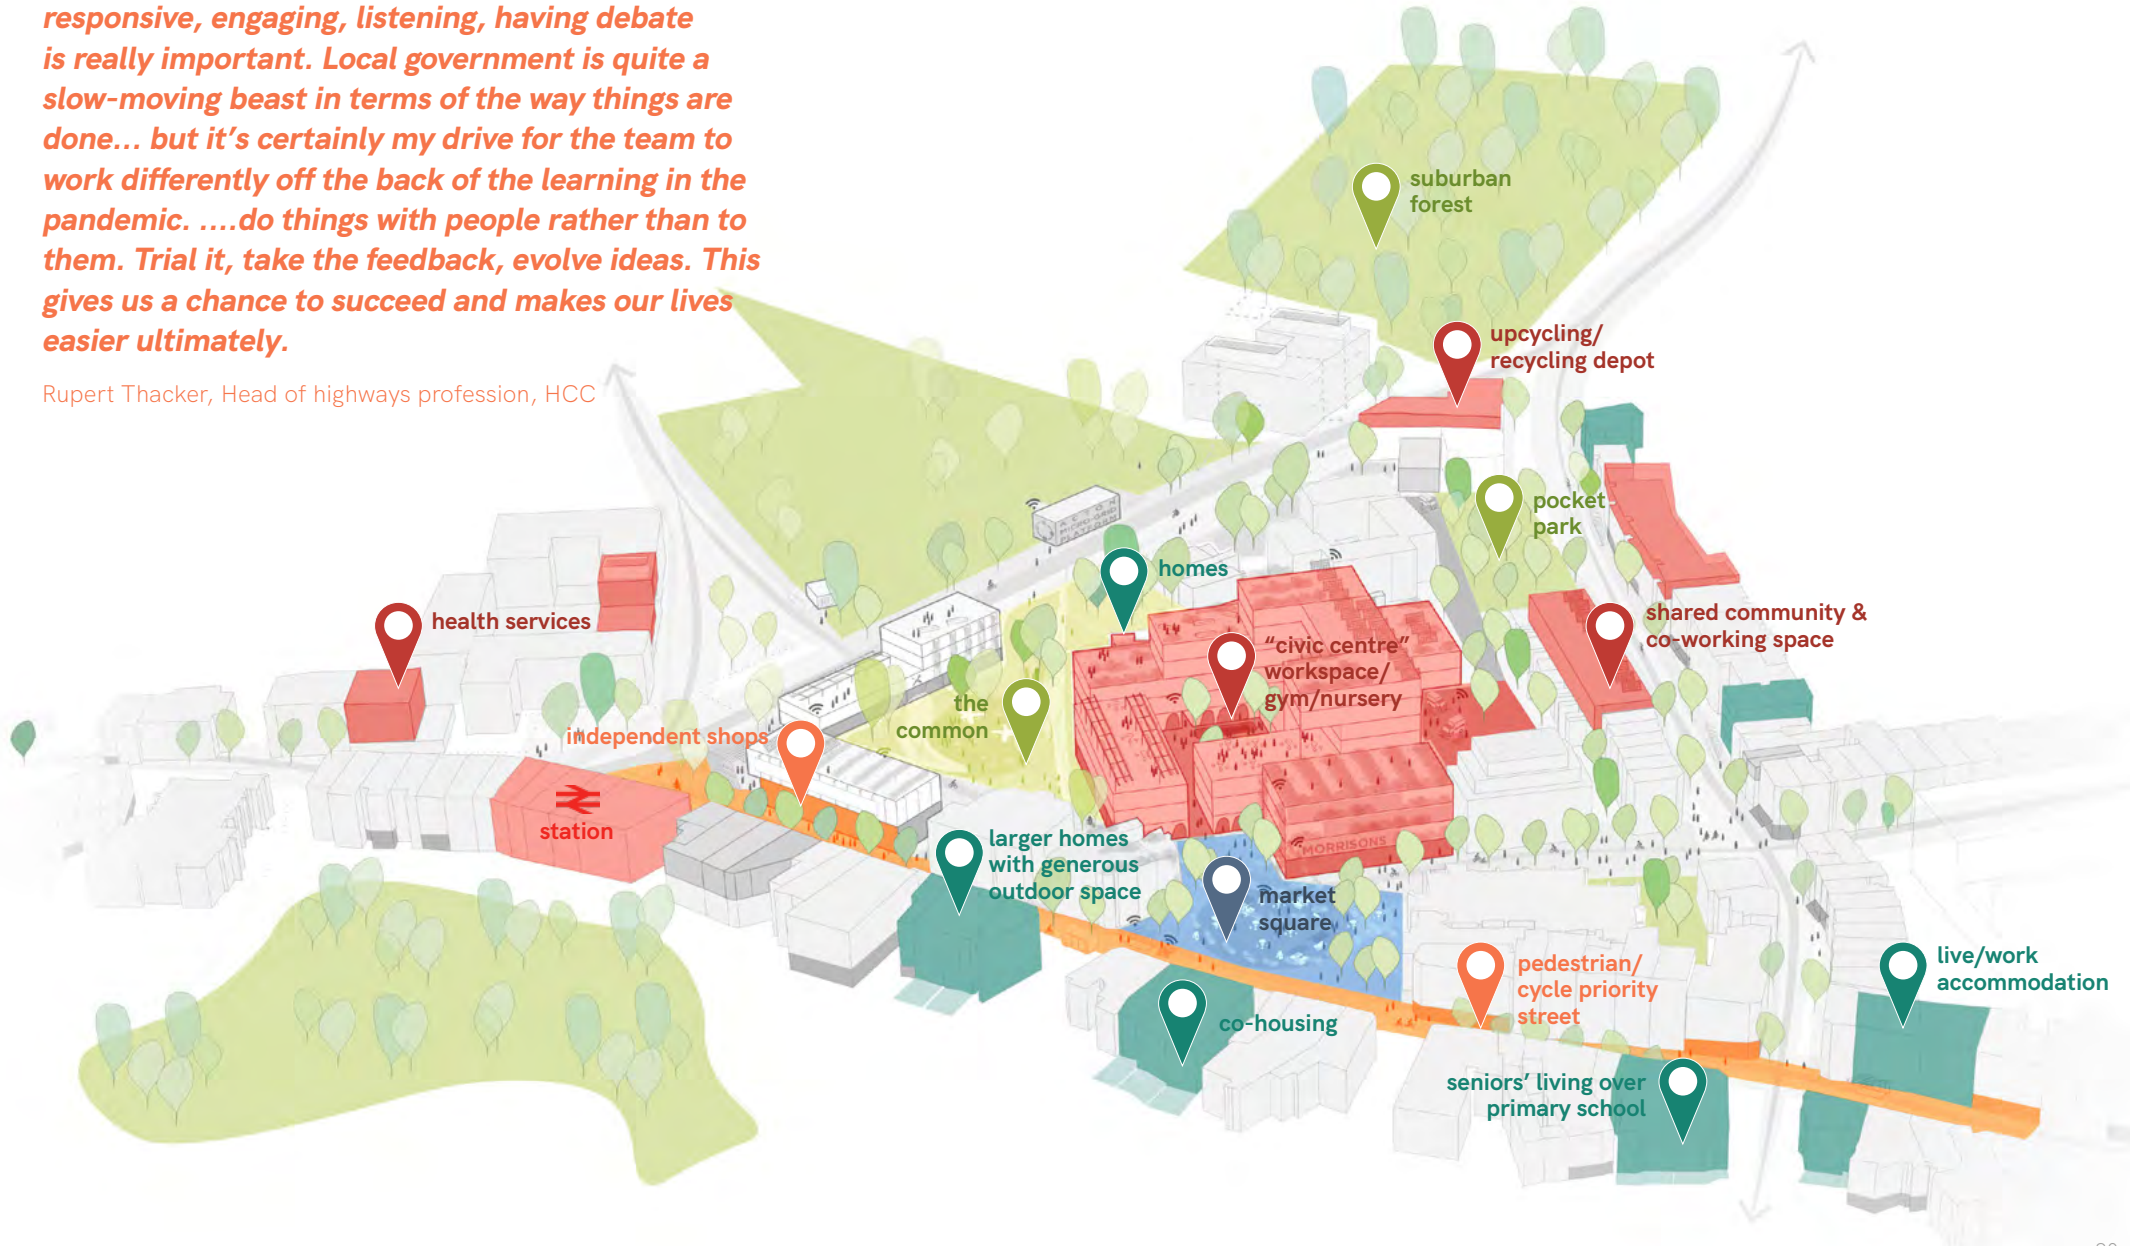 responsive, engaging, listening, having debate
is really important. Local government is quite a
slow-moving beast in terms of the way things are
done... but it’s certainly my drive for the team to
work differently off the back of the learning in the
pandemic. ....do things with people rather than to
them. Trial it, take the feedback, evolve ideas. This
gives us a chance to succeed and makes our lives
easier ultimately.
Rupert Thacker, Head of highways profession, HCC
suburban
forest
upcycling/
recycling depot
pocket
park
ACTON
MICRO-GRID
PLATFORM
homes
health services
shared community &
co-working space
“civic centre”
workspace/
gym/nursery
the
common
independent shops
station
larger homes
with generous
outdoor space
MORRISONS
market
square
pedestrian/
cycle priority
street
live/work
accommodation
co-housing
seniors’ living over
primary school